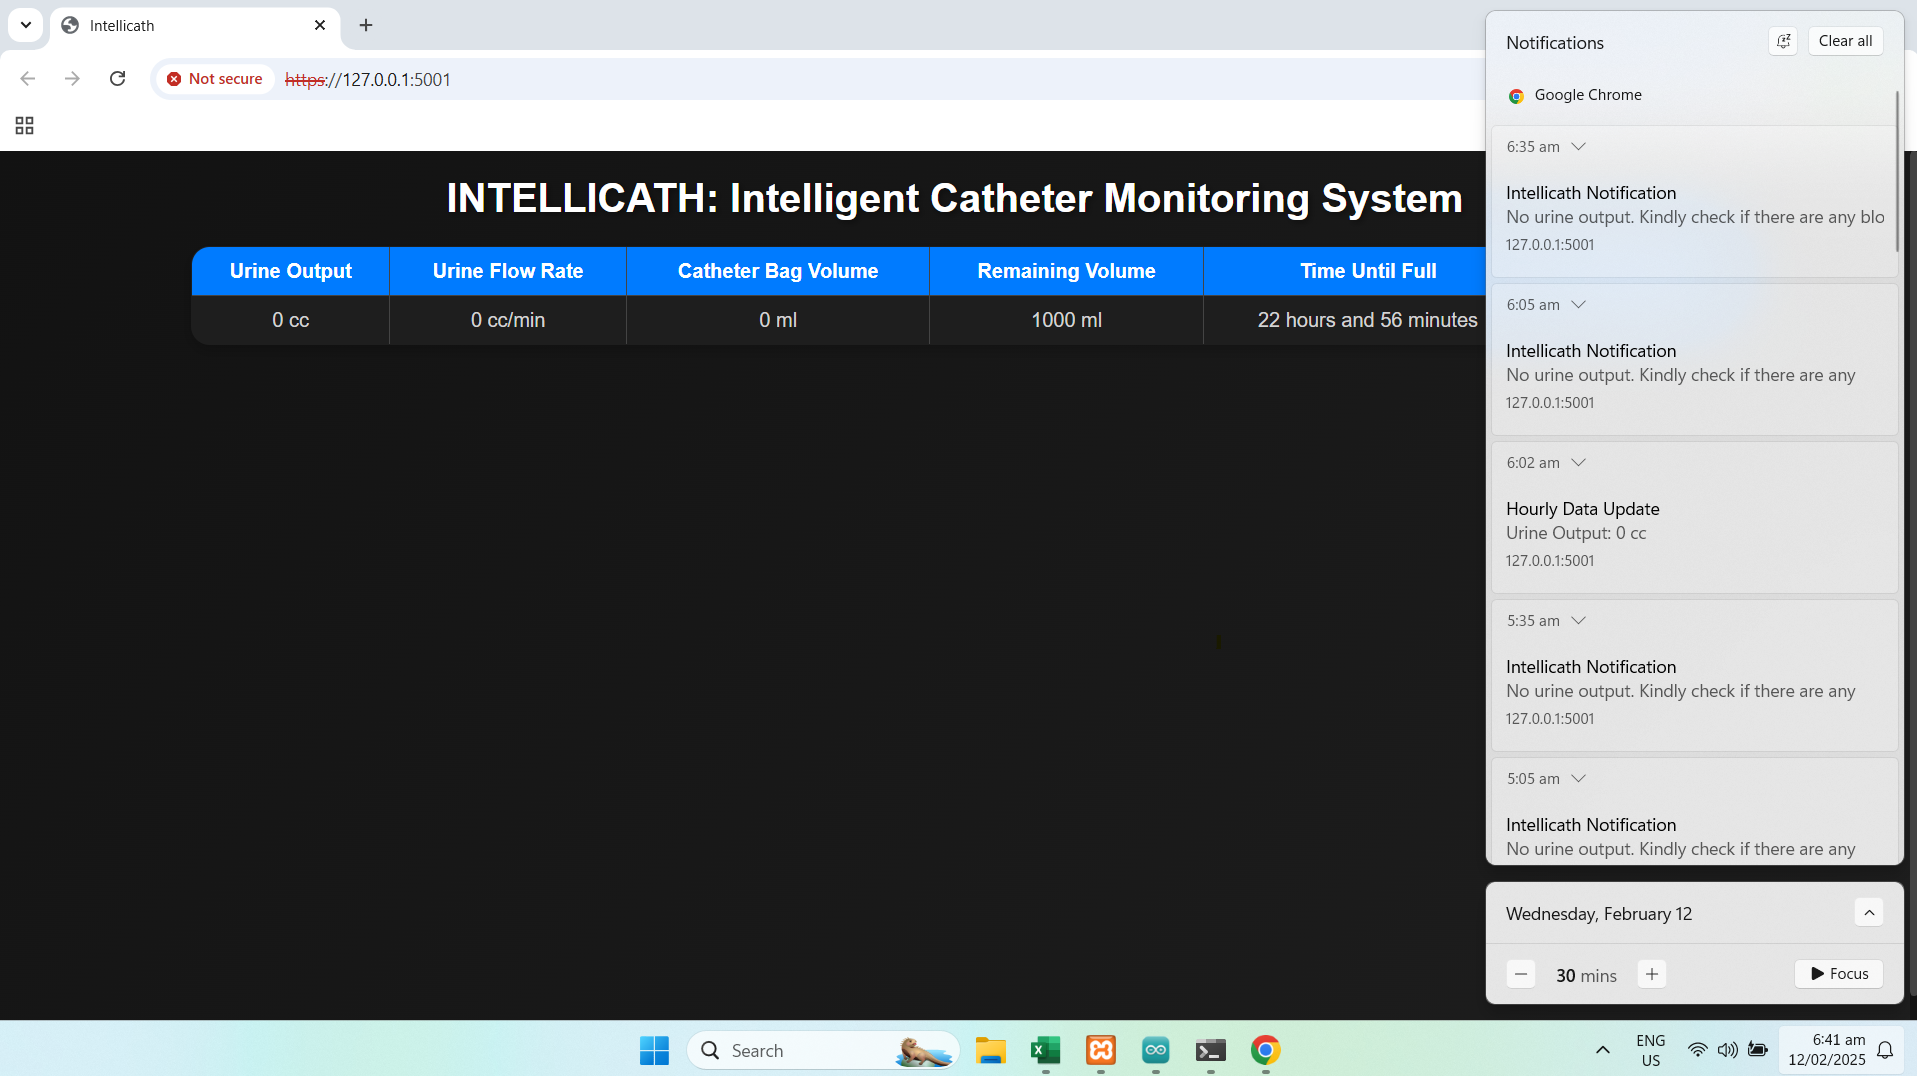 Intellicath
Not secure https://127.0.0.1:5001
INTELLICATH: Intelligent Catheter Monitoring System
Urine Output Urine Flow Rate Catheter Bag Volume Remaining Volume Time Until Full
0 cc 0 cc/min 0 ml 1000 ml 22 hours and 56 minutes
Notifications Clear all
Google Chrome
6:35 am
Intellicath Notification
No urine output. Kindly check if there are any blo
127.0.0.1:5001
6:05 am
Intellicath Notification
No urine output. Kindly check if there are any
127.0.0.1:5001
6:02 am
Hourly Data Update
Urine Output: 0 cc
127.0.0.1:5001
5:35 am
Intellicath Notification
No urine output. Kindly check if there are any
127.0.0.1:5001
5:05 am
Intellicath Notification
No urine output. Kindly check if there are any
Wednesday, February 12
30 mins Focus
Search
ENG
US
6:41 am
12/02/2025